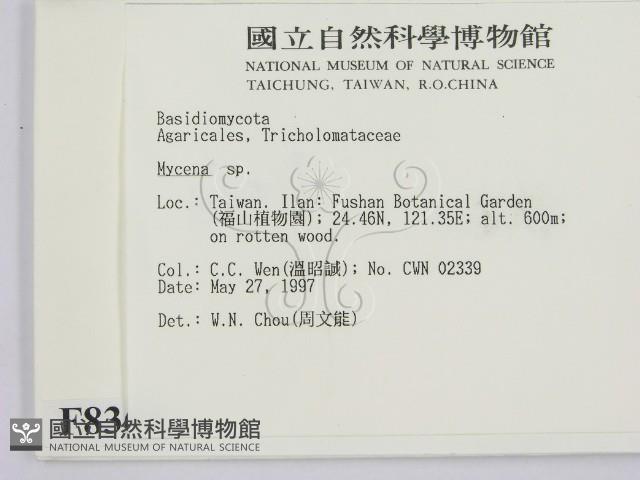 國立自然科學博物館
NATIONAL MUSEUM OF NATURAL SCIENCE
TAICHUNG, TAIWAN, R.O.CHINA
Basidiomycota
Agaricales, Tricholomataceae
Mycena sp.
Loc.: Taiwan. Ilan: Fushan Botanical Garden
(福山植物園); 24.46N, 121.35E; alt. 600m;
on rotten wood.
Col.: C.C. Wen(溫昭誠); No. CWN 02339
Date: May 27, 1997
Det.: W.N. Chou(周文能)
國立自然科學博物館
NATIONAL MUSEUM OF NATURAL SCIENCE